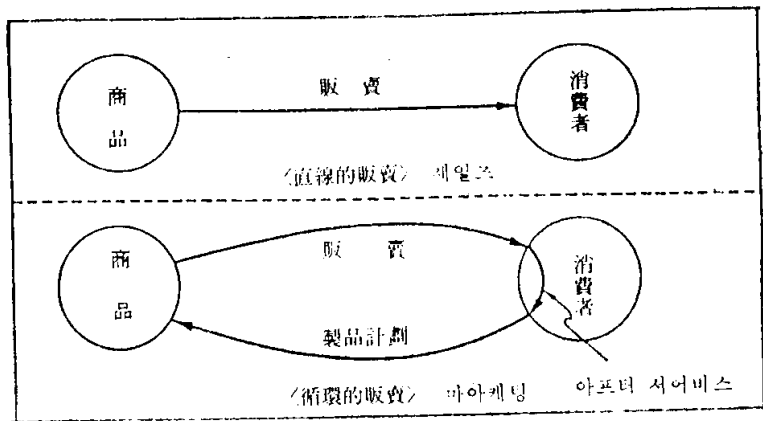 商品
販賣
消費者
〈直線的販賣〉 세일즈
商品
販賣
消費者
製品計劃
〈循環的販賣〉 마아케팅
아프터 서어비스